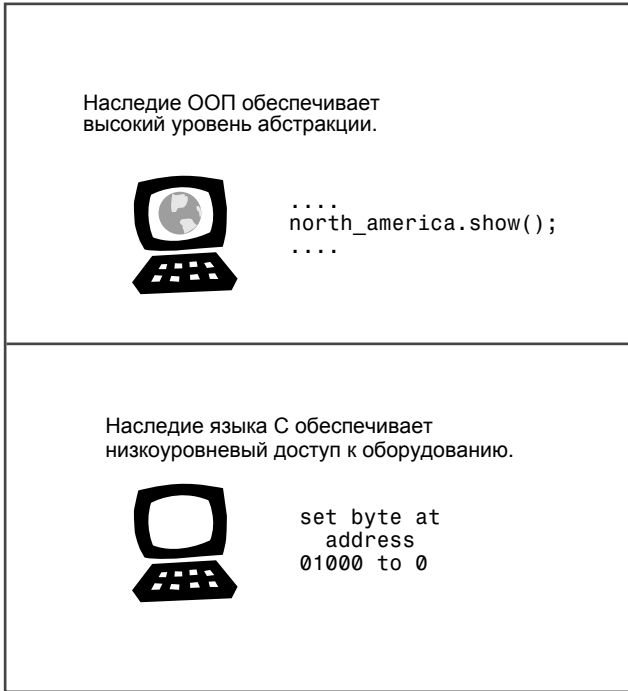 Наследие ООП обеспечивает
высокий уровень абстракции.
....
north_america.show();
....
Наследие языка C обеспечивает
низкоуровневый доступ к оборудованию.
set byte at
address
01000 to 0